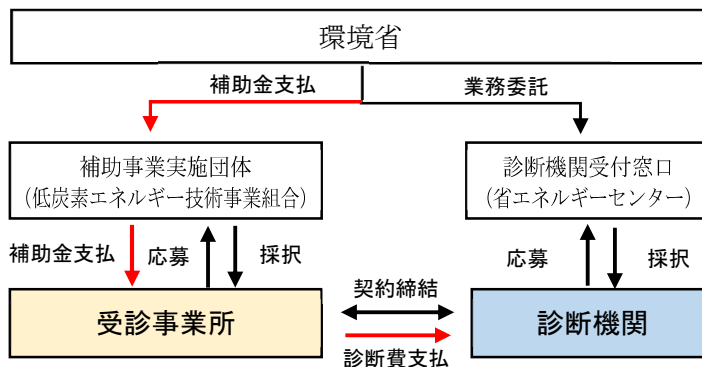 環境省
補助金支払
業務委託
補助事業実施団体
(低炭素エネルギー技術事業組合)
診断機関受付窓口
(省エネルギーセンター)
補助金支払
応募
採択
応募
採択
契約締結
受診事業所
診断機関
診断費支払